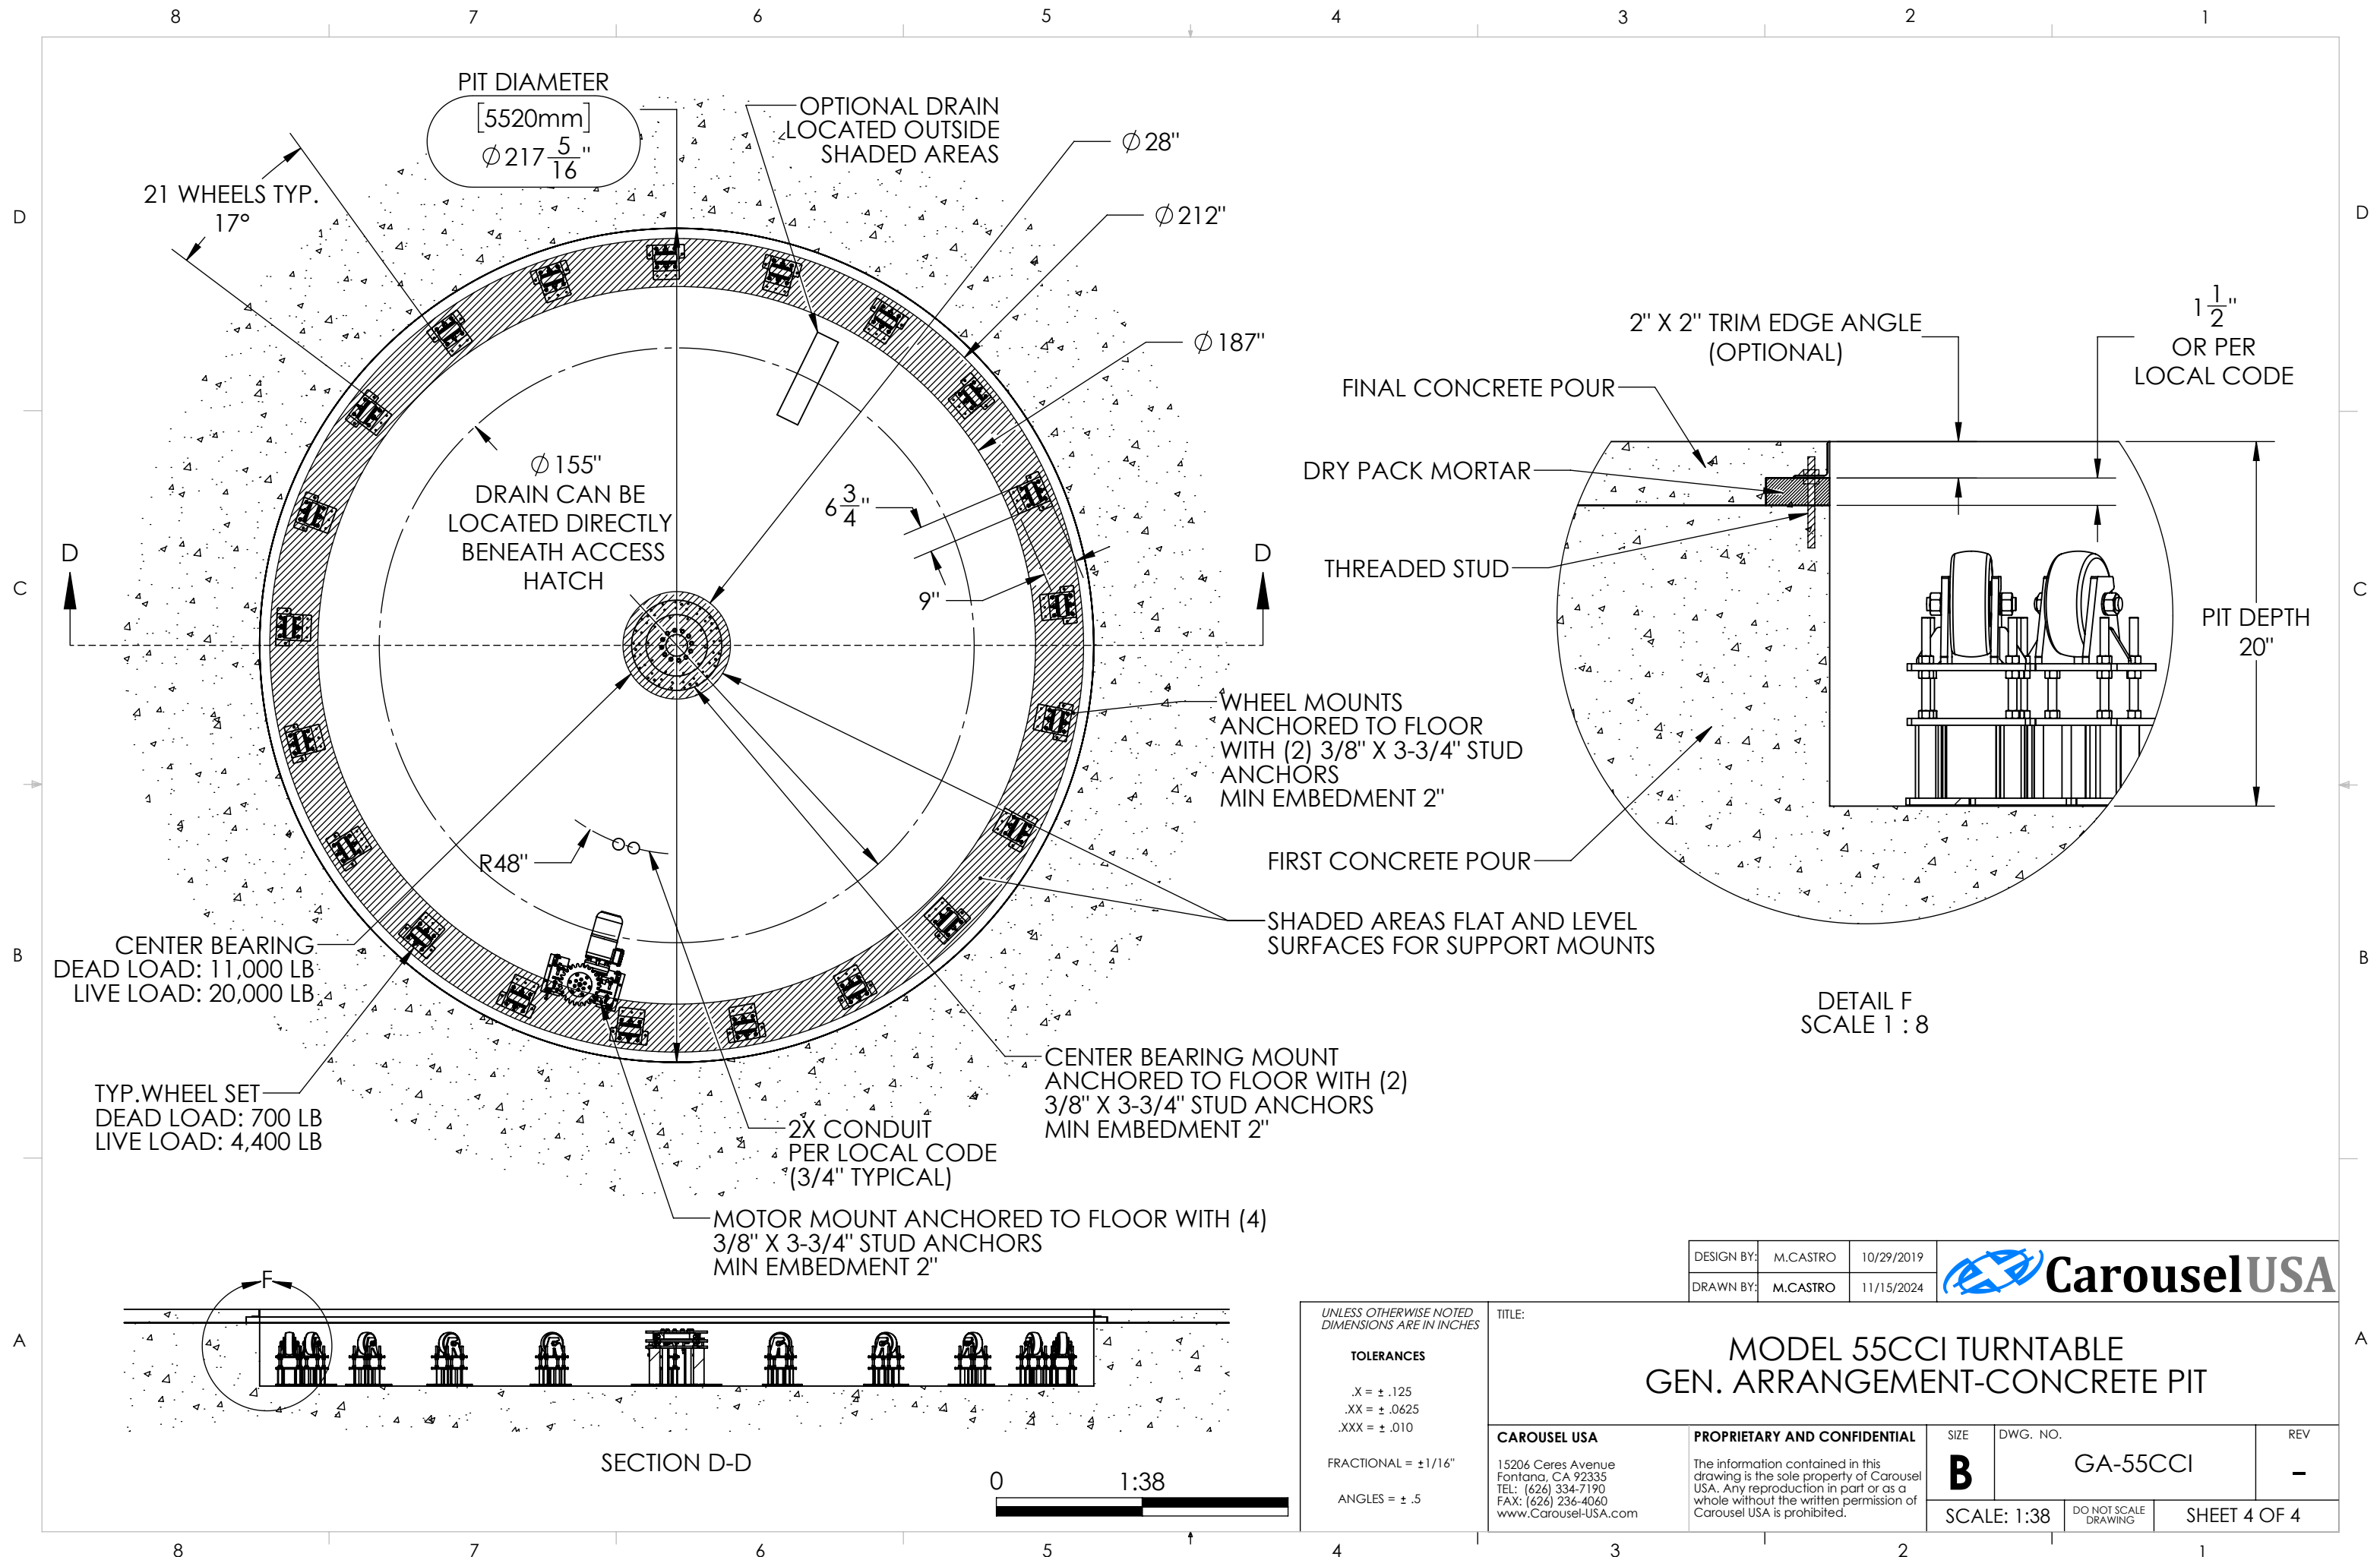 8 7 6 5 4 3 2 1
PIT DIAMETER
[5520mm]
∅217 5/16"
OPTIONAL DRAIN
LOCATED OUTSIDE
SHADED AREAS
∅28"
∅212"
∅187"
21 WHEELS TYP.
17°
D
D
∅155"
DRAIN CAN BE
LOCATED DIRECTLY
BENEATH ACCESS
HATCH
6 3/4"
9"
D
D
C
C
R48"
WHEEL MOUNTS
ANCHORED TO FLOOR
WITH (2) 3/8" X 3-3/4" STUD
ANCHORS
MIN EMBEDMENT 2"
SHADED AREAS FLAT AND LEVEL
SURFACES FOR SUPPORT MOUNTS
CENTER BEARING
DEAD LOAD: 11,000 LB
LIVE LOAD: 20,000 LB
TYP.WHEEL SET
DEAD LOAD: 700 LB
LIVE LOAD: 4,400 LB
CENTER BEARING MOUNT
ANCHORED TO FLOOR WITH (2)
3/8" X 3-3/4" STUD ANCHORS
MIN EMBEDMENT 2"
2X CONDUIT
PER LOCAL CODE
(3/4" TYPICAL)
MOTOR MOUNT ANCHORED TO FLOOR WITH (4)
3/8" X 3-3/4" STUD ANCHORS
MIN EMBEDMENT 2"
2" X 2" TRIM EDGE ANGLE
(OPTIONAL)
1 1/2"
OR PER
LOCAL CODE
FINAL CONCRETE POUR
DRY PACK MORTAR
THREADED STUD
PIT DEPTH
20"
FIRST CONCRETE POUR
DETAIL F
SCALE 1 : 8
B
B
A
A
F
SECTION D-D
0 1:38
DESIGN BY: M.CASTRO 10/29/2019
DRAWN BY: M.CASTRO 11/15/2024
CarouselUSA
UNLESS OTHERWISE NOTED
DIMENSIONS ARE IN INCHES
TOLERANCES
.X = ± .125
.XX = ± .0625
.XXX = ± .010
FRACTIONAL = ±1/16"
ANGLES = ± .5
TITLE:
MODEL 55CCI TURNTABLE
GEN. ARRANGEMENT-CONCRETE PIT
CAROUSEL USA
15206 Ceres Avenue
Fontana, CA 92335
TEL: (626) 334-7190
FAX: (626) 236-4060
www.Carousel-USA.com
PROPRIETARY AND CONFIDENTIAL
The information contained in this
drawing is the sole property of Carousel
USA. Any reproduction in part or as a
whole without the written permission of
Carousel USA is prohibited.
SIZE
B
DWG. NO.
GA-55CCI
REV
–
SCALE: 1:38
DO NOT SCALE
DRAWING
SHEET 4 OF 4
8 7 6 5 4 3 2 1